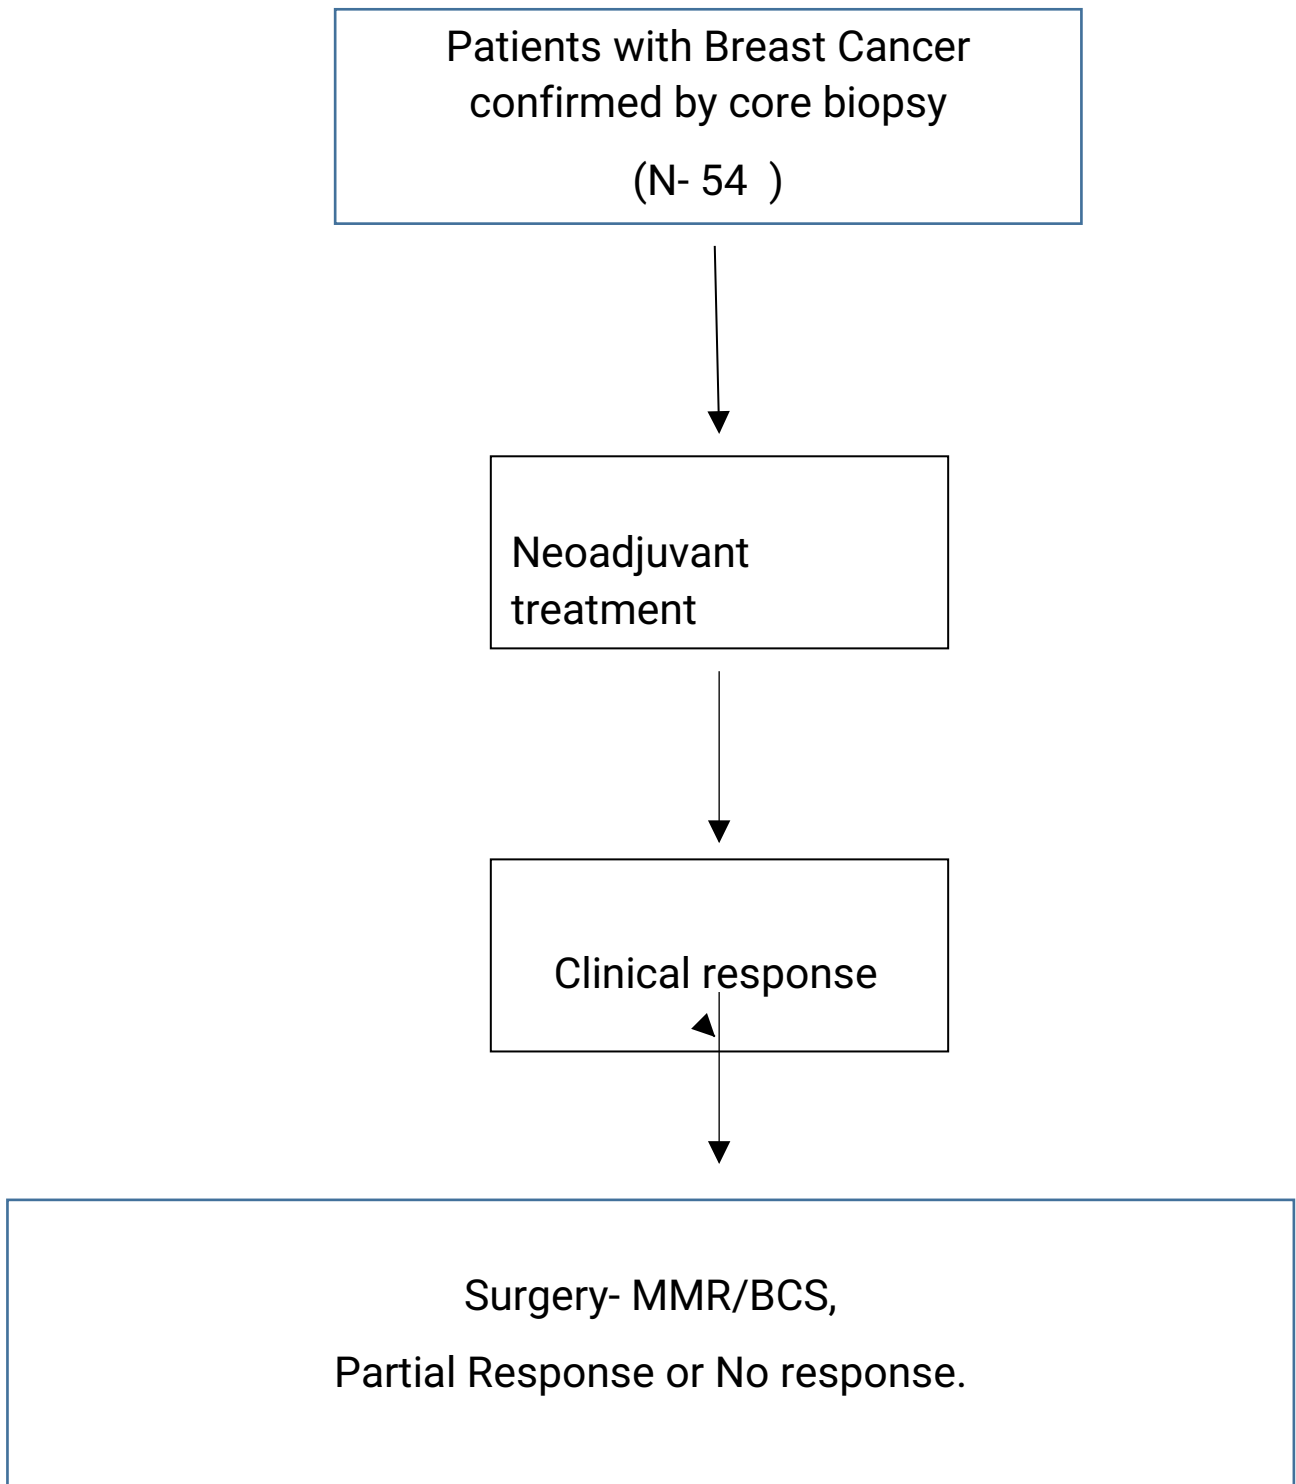 Patients with Breast Cancer
confirmed by core biopsy
(N- 54  )
Neoadjuvant
treatment
Clinical response
Surgery- MMR/BCS,
Partial Response or No response.